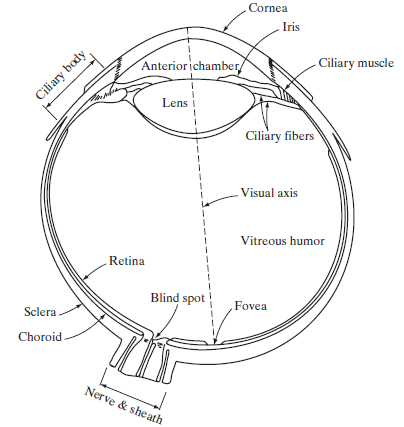 Cornea
Iris
Ciliary body
Anterior chamber
Ciliary muscle
Lens
Ciliary fibers
Visual axis
Vitreous humor
Retina
Blind spot
Fovea
Sclera
Choroid
Nerve & sheath